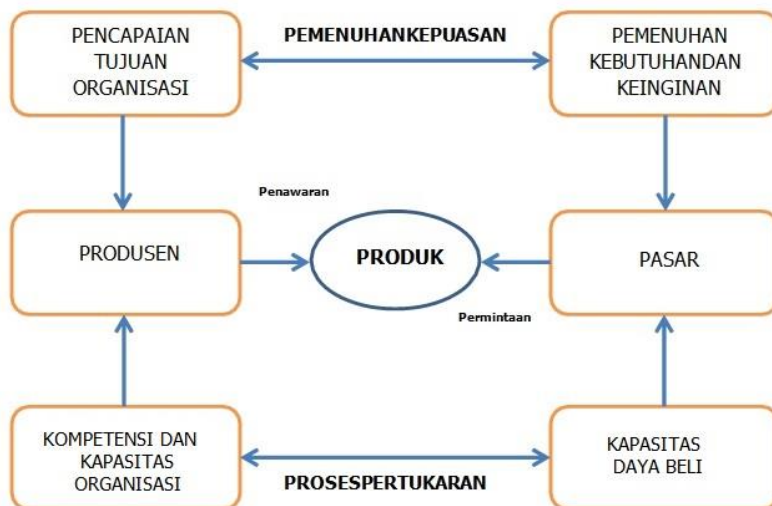 PENCAPAIAN
TUJUAN
ORGANISASI
PEMENUHANKEPUASAN
PEMENUHAN
KEBUTUHANDAN
KEINGINAN
Penawaran
PRODUSEN
PRODUK
PASAR
Permintaan
KOMPETENSI DAN
KAPASITAS
ORGANISASI
PROSESPERTUKARAN
KAPASITAS
DAYA BELI